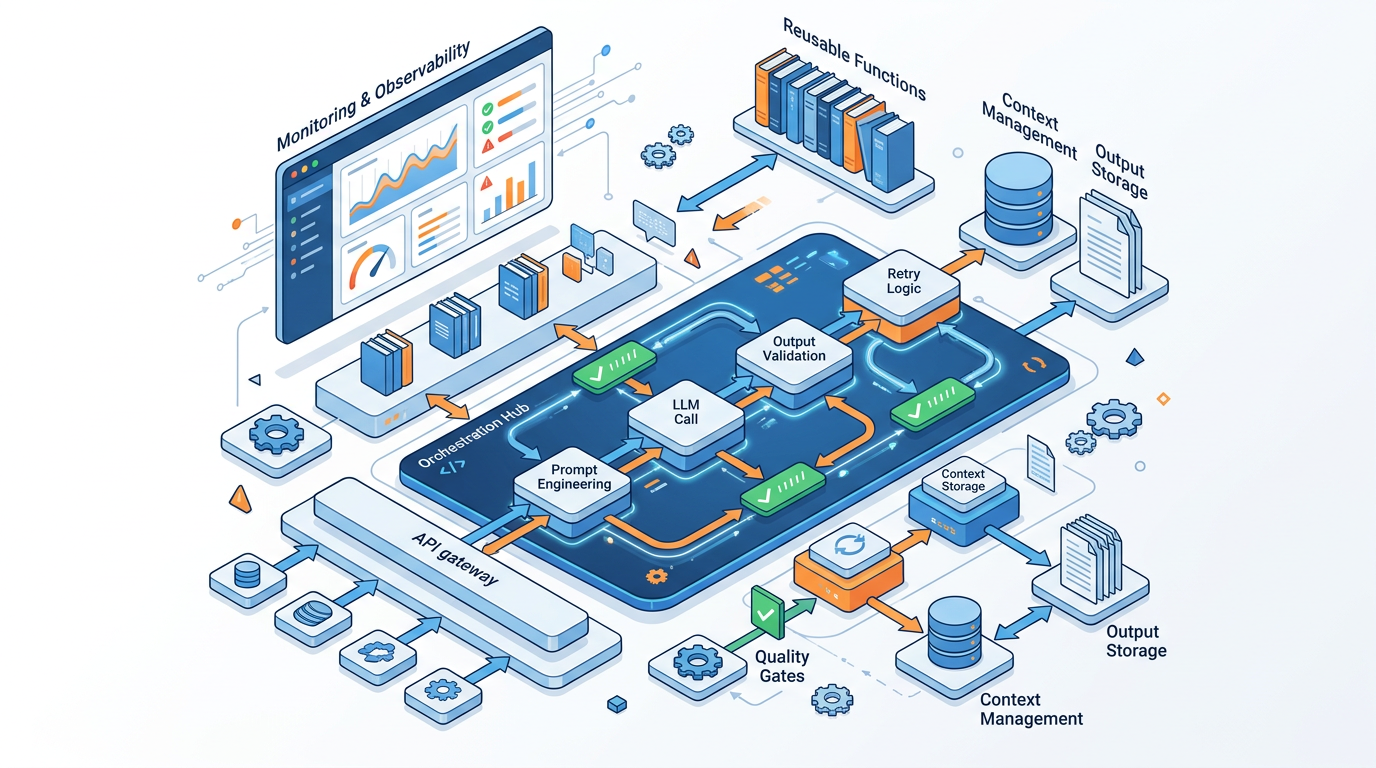 Monitoring & Observability
Reusable Functions
Context
Management
Output
Storage
Retry
Logic
Output
Validation
LLM
Call
Orchestration Hub
</>
Prompt
Engineering
Context
Storage
API gateway
Quality
Gates
Output
Storage
Context
Management